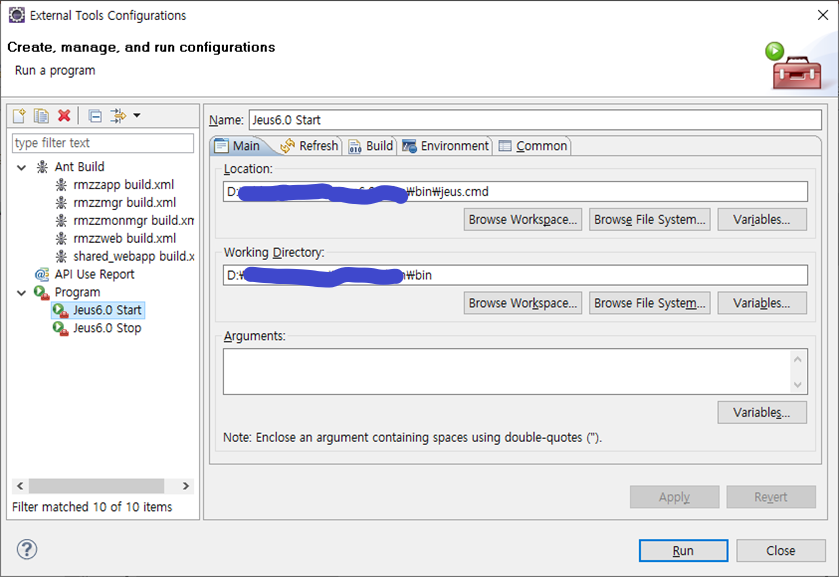 External Tools Configurations
Create, manage, and run configurations
Run a program
type filter text
Ant Build
rmzzapp build.xml
rmzzmgr build.xml
rmzzmonmgr build.xm
rmzzweb build.xml
shared_webapp build.x
API Use Report
Program
Jeus6.0 Start
Jeus6.0 Stop
Filter matched 10 of 10 items
Name: Jeus6.0 Start
Main Refresh Build Environment Common
Location:
D: ₩bin₩jeus.cmd
Browse Workspace... Browse File System... Variables...
Working Directory:
D:₩ ₩bin
Browse Workspace... Browse File System... Variables...
Arguments:
Variables...
Note: Enclose an argument containing spaces using double-quotes (").
Apply Revert
Run Close